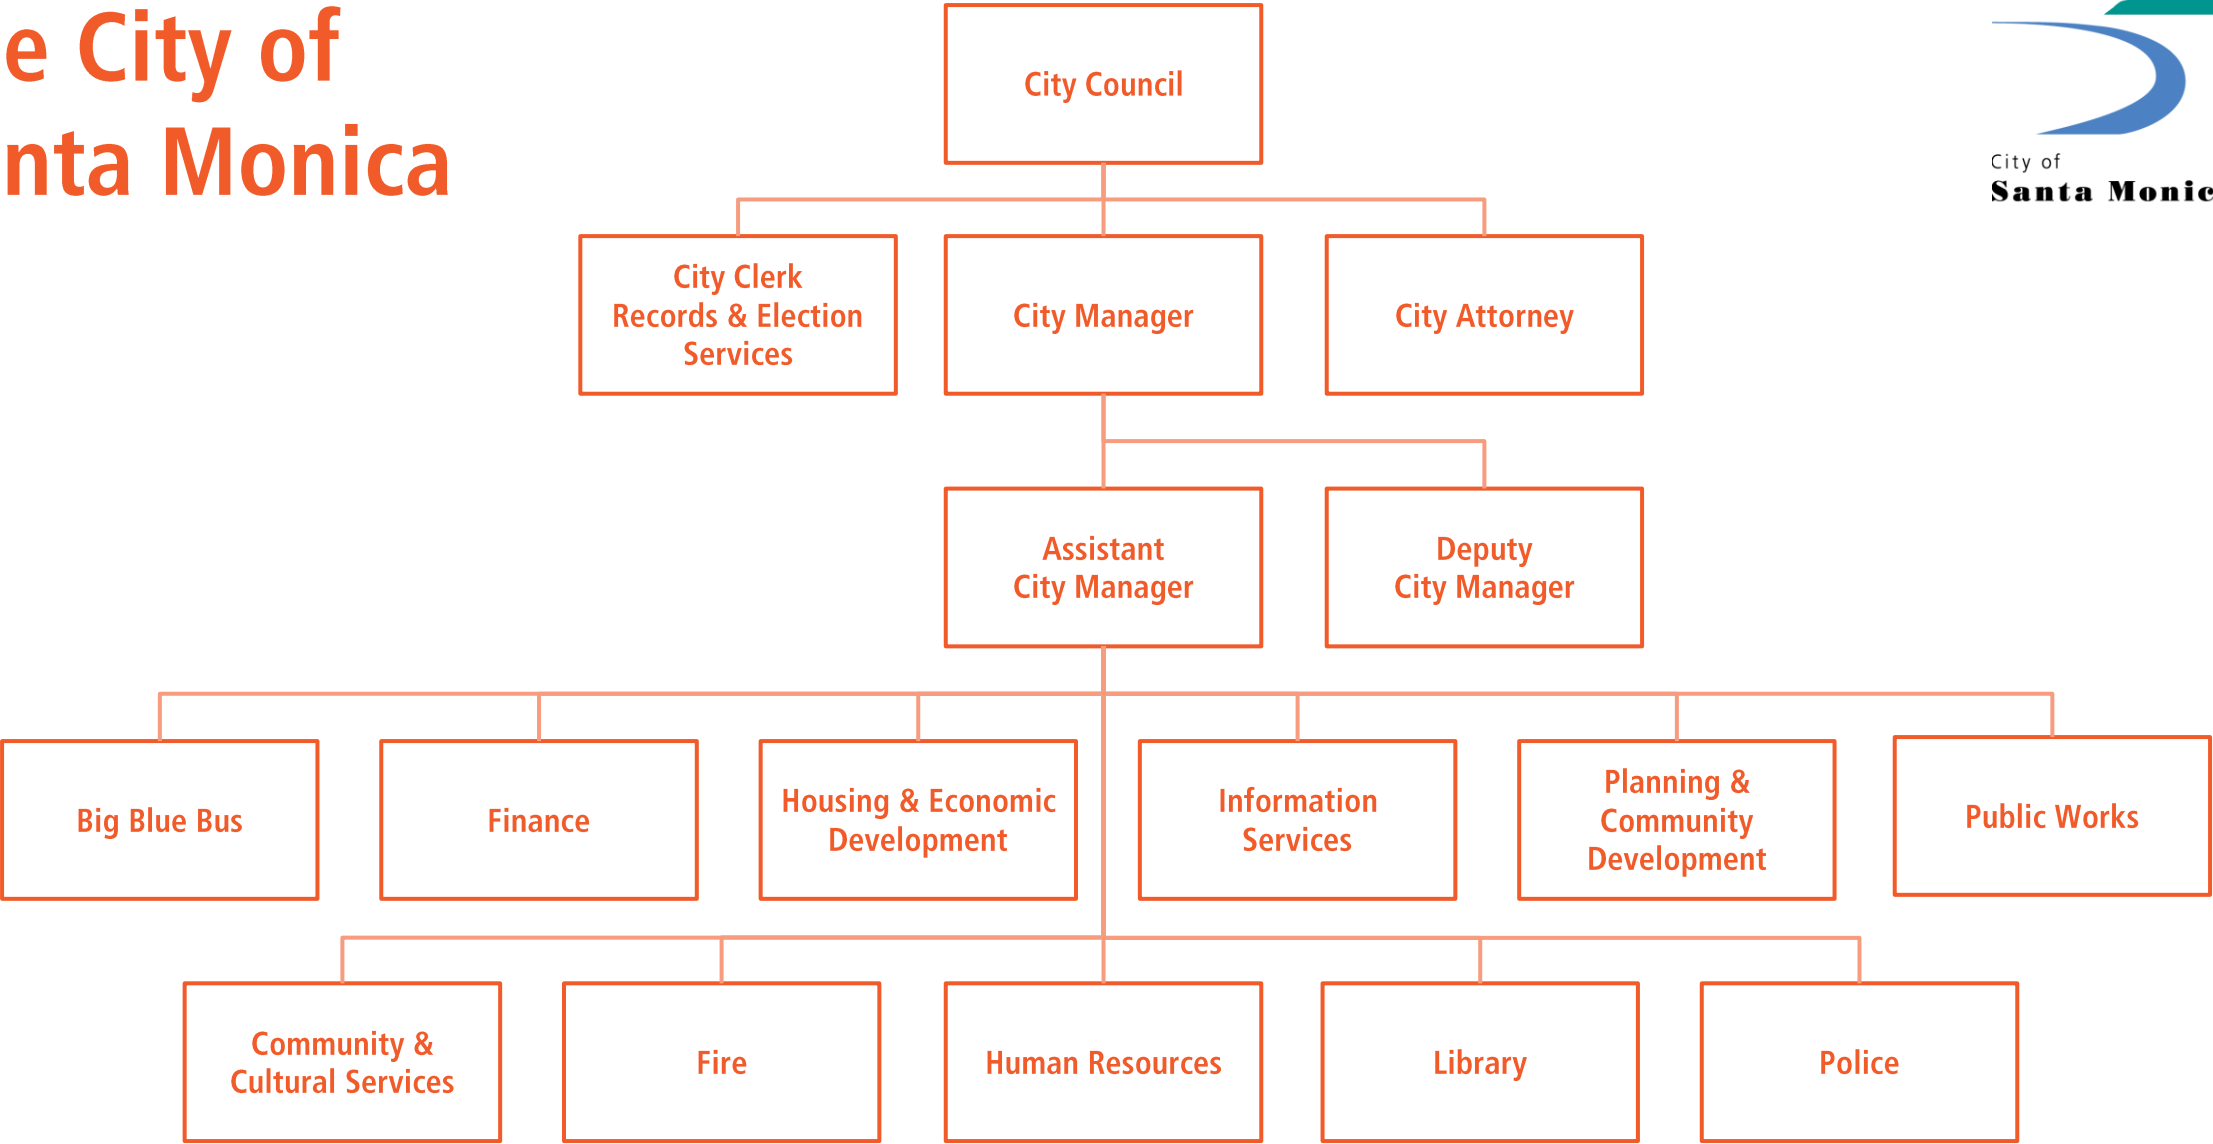 e City of
nta Monica
City Council
City of
Santa Monic
City Clerk
Records & Election
Services
City Manager
City Attorney
Assistant
City Manager
Deputy
City Manager
Big Blue Bus
Finance
Housing & Economic
Development
Information
Services
Planning &
Community
Development
Public Works
Community &
Cultural Services
Fire
Human Resources
Library
Police